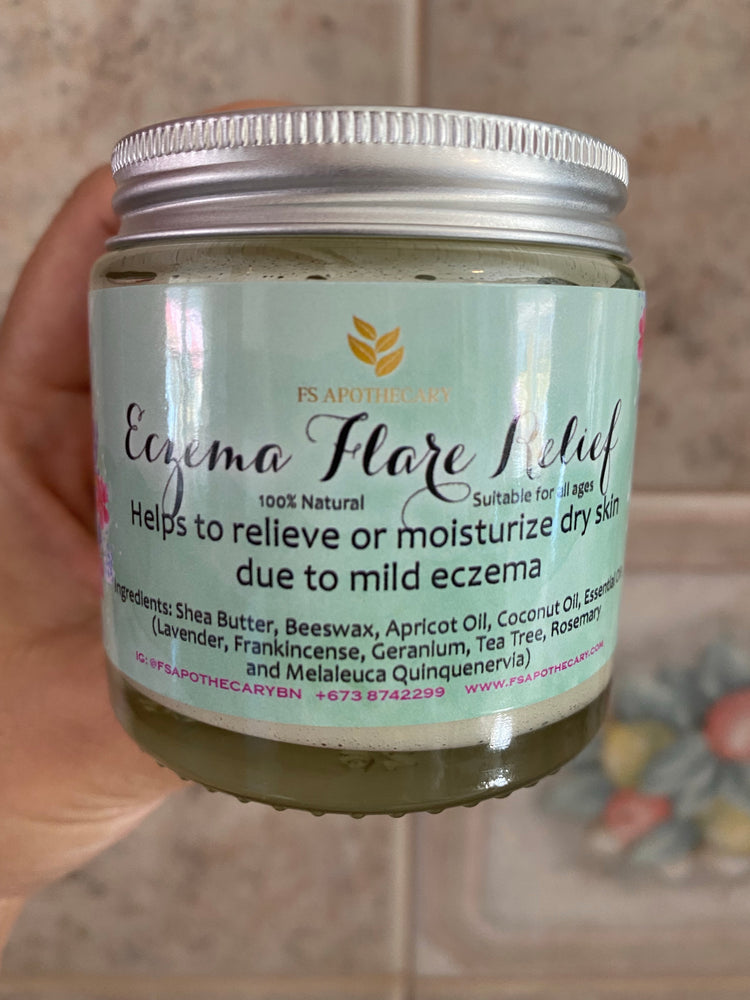 FS APOTHECARY
Eczema Flare Relief
100% Natural Suitable for all ages
Helps to relieve or moisturize dry skin
due to mild eczema
Ingredients: Shea Butter, Beeswax, Apricot Oil, Coconut Oil, Essential
(Lavender, Frankincense, Geranium, Tea Tree, Rosemary
and Melaleuca Quinquenervia)
IG: @FSAPOTHECARYBN +673 8742299 WWW.FSAPOTHECARY.COM